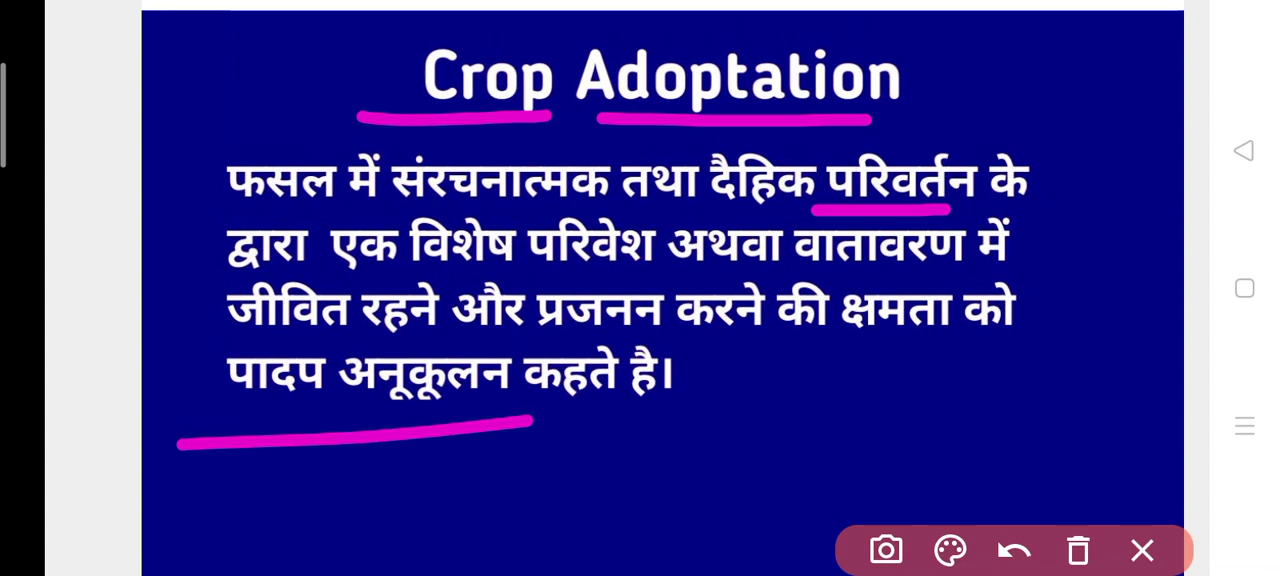 Crop Adoptation
फसल में संरचनात्मक तथा दैहिक परिवर्तन के
द्वारा एक विशेष परिवेश अथवा वातावरण में
जीवित रहने और प्रजनन करने की क्षमता को
पादप अनूकूलन कहते है।